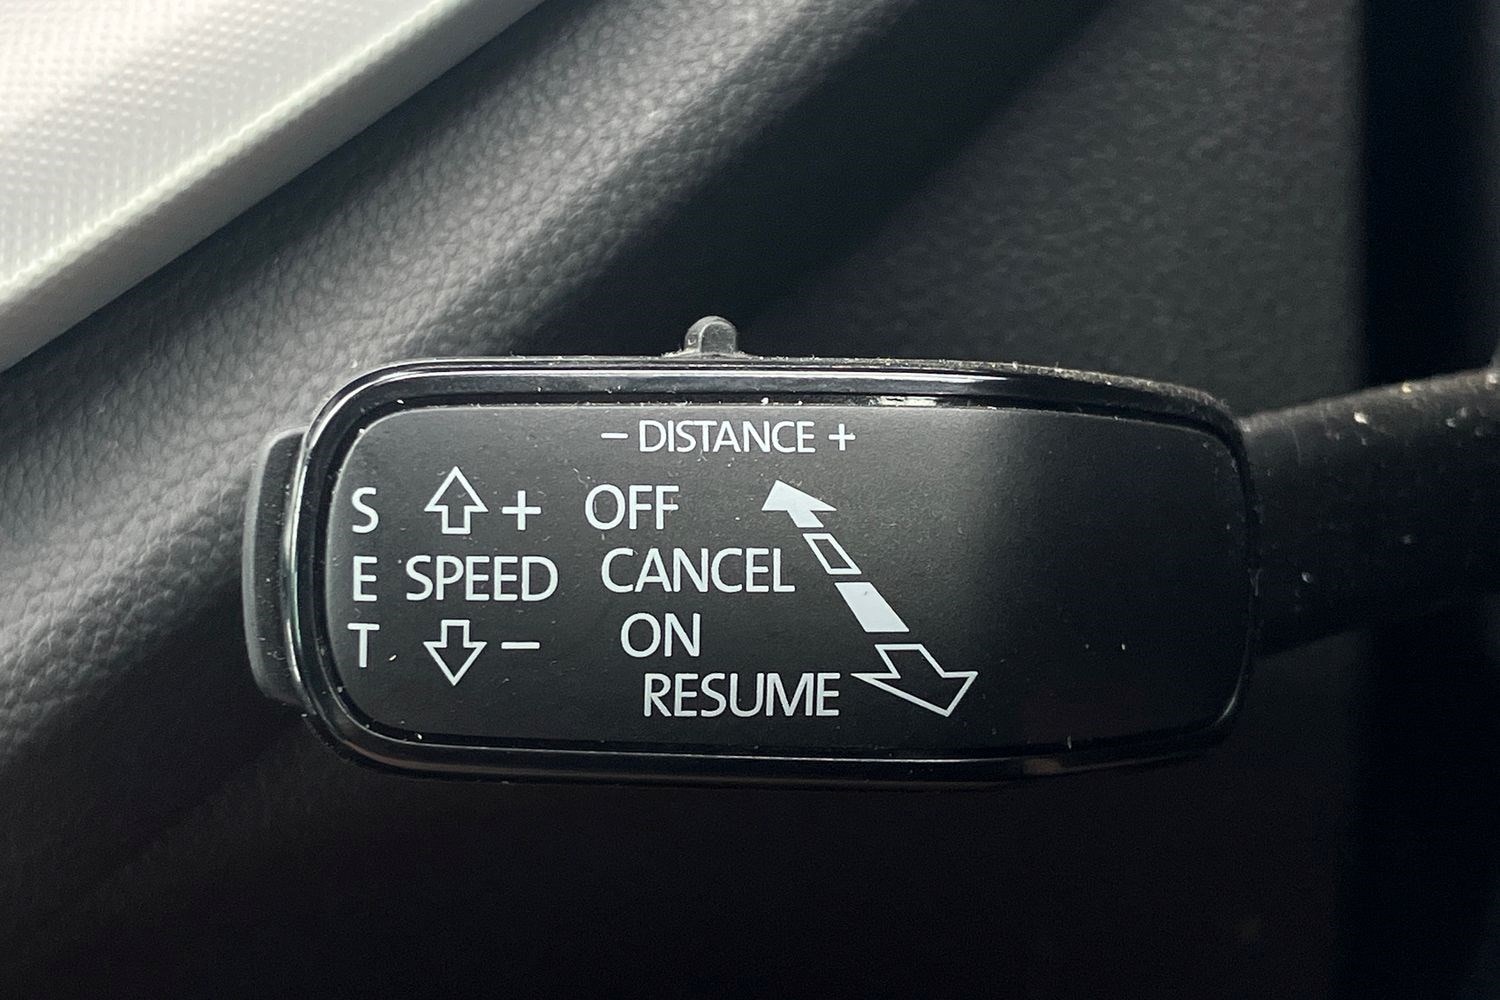 – DISTANCE +
S + OFF
E SPEED CANCEL
T – ON
RESUME